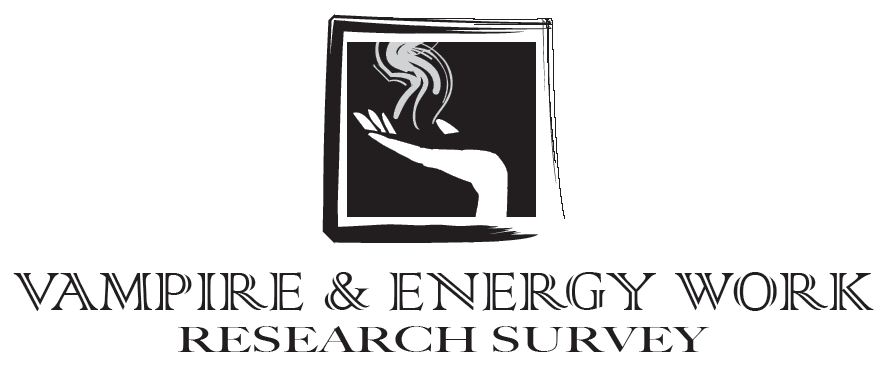 VAMPIRE & ENERGY WORK
RESEARCH SURVEY